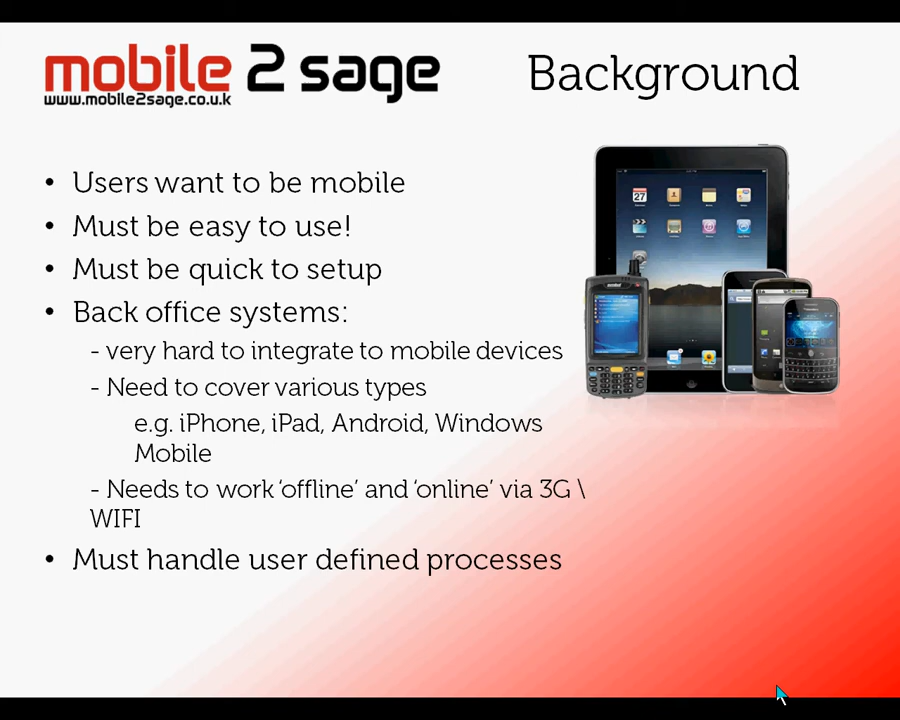 mobile 2 sage
www.mobile2sage.co.uk
Background
• Users want to be mobile
• Must be easy to use!
• Must be quick to setup
• Back office systems:
- very hard to integrate to mobile devices
- Need to cover various types
e.g. iPhone, iPad, Android, Windows
Mobile
- Needs to work ‘offline’ and ‘online’ via 3G \
WIFI
• Must handle user defined processes
27